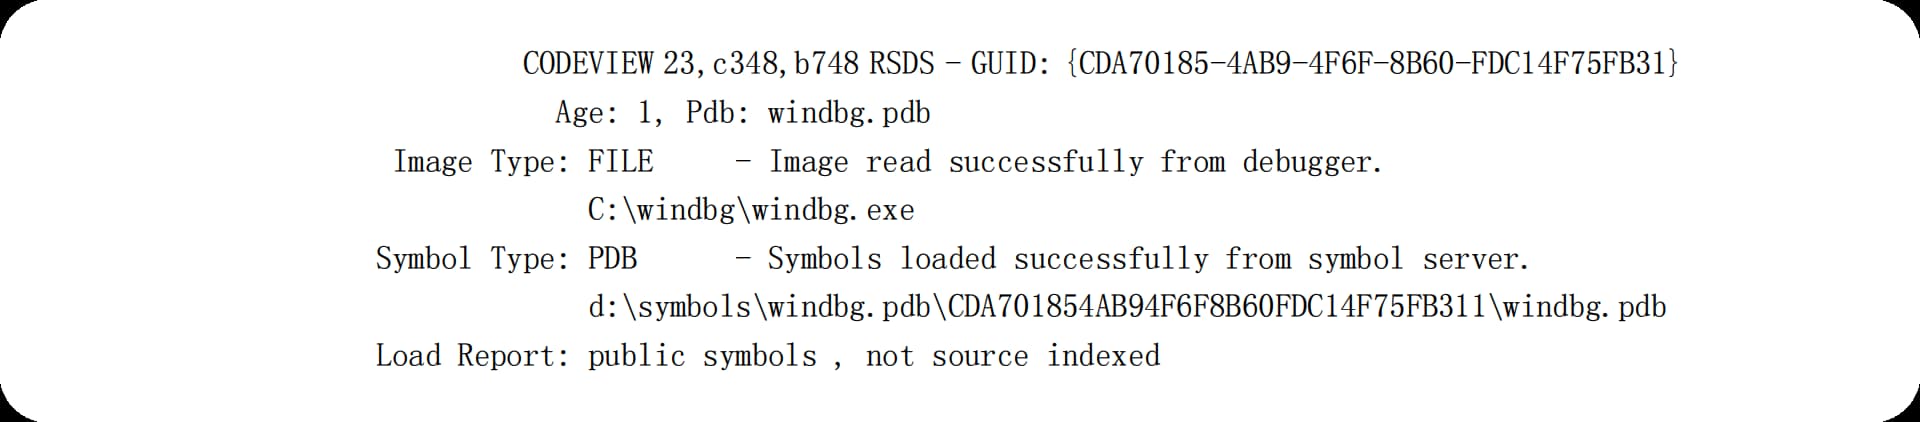 CODEVIEW 23, c348, b748 RSDS - GUID: {CDA70185-4AB9-4F6F-8B60-FDC14F75FB31}
Age: 1, Pdb: windbg.pdb
Image Type: FILE - Image read successfully from debugger.
C:\windbg\windbg.exe
Symbol Type: PDB - Symbols loaded successfully from symbol server.
d:\symbols\windbg.pdb\CDA701854AB94F6F8B60FDC14F75FB311\windbg.pdb
Load Report: public symbols , not source indexed